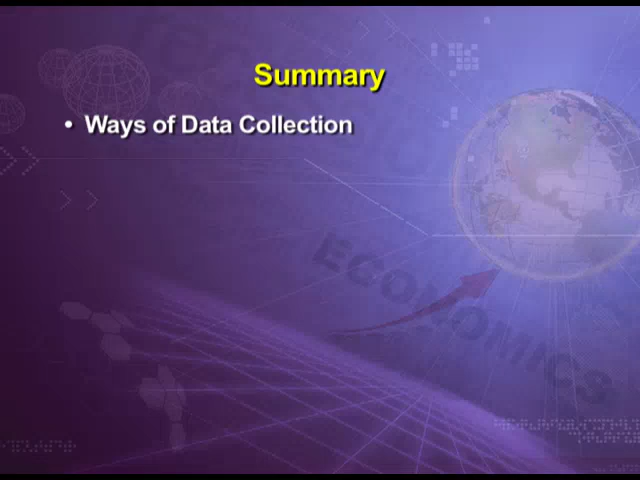 Summary
• Ways of Data Collection
ECONOMICS